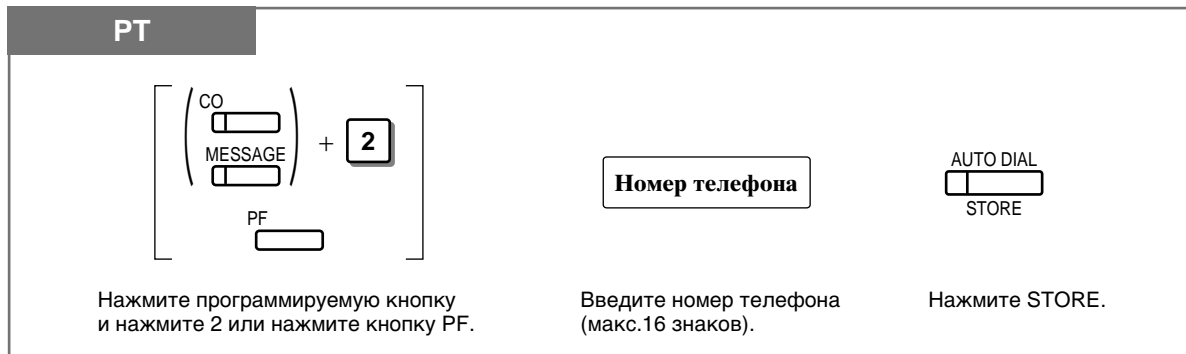 PT
CO
MESSAGE
+ 2
PF
Номер телефона
AUTO DIAL
STORE
Нажмите программируемую кнопку
и нажмите 2 или нажмите кнопку PF.
Введите номер телефона
(макс.16 знаков).
Нажмите STORE.